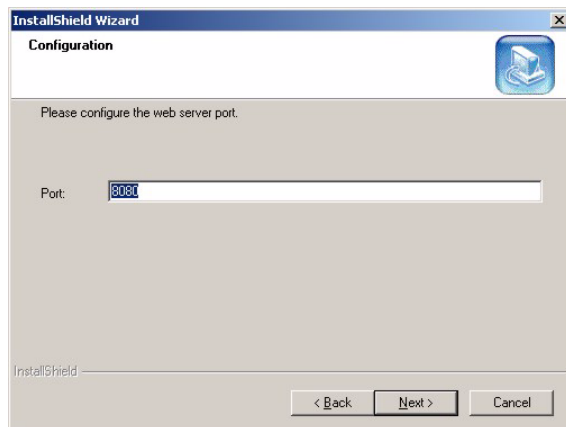 InstallShield Wizard
Configuration
Please configure the web server port.
Port: 8080
InstallShield
< Back Next > Cancel